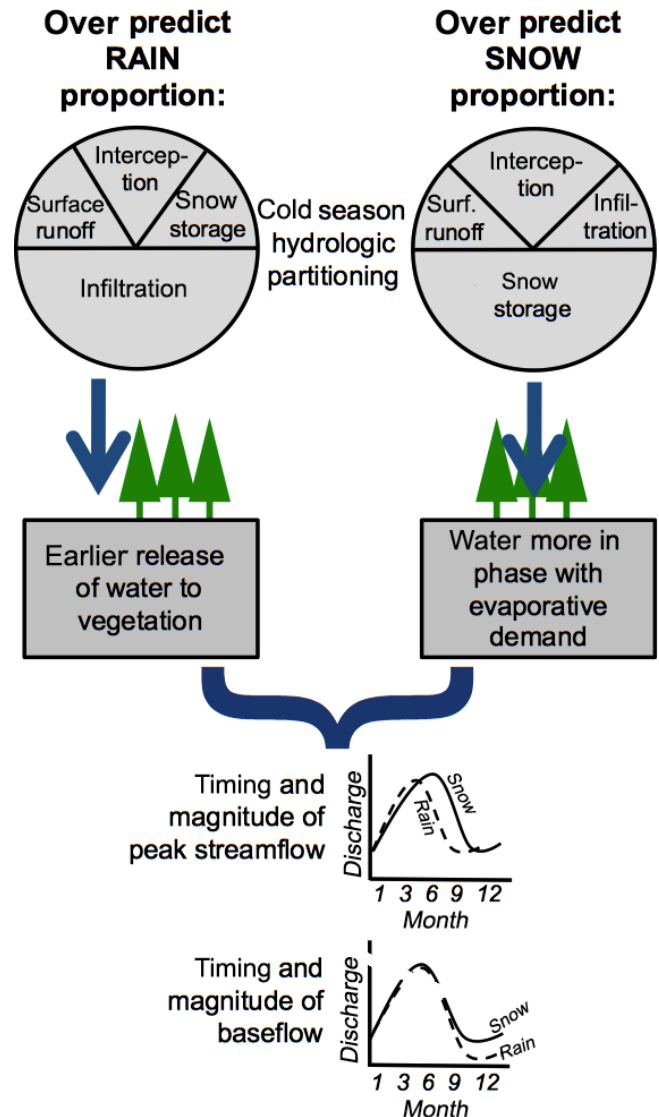 Over predict
RAIN
proportion:
Over predict
SNOW
proportion:
Intercep-
tion
Surface
runoff
Snow
storage
Infiltration
Cold season
hydrologic
partitioning
Intercep-
tion
Surf.
runoff
Infil-
tration
Snow
storage
Earlier release
of water to
vegetation
Water more in
phase with
evaporative
demand
Timing and
magnitude of
peak streamflow
Discharge
Snow
Rain
1 3 6 9 12
Month
Timing and
magnitude of
baseflow
Discharge
Snow
Rain
1 3 6 9 12
Month